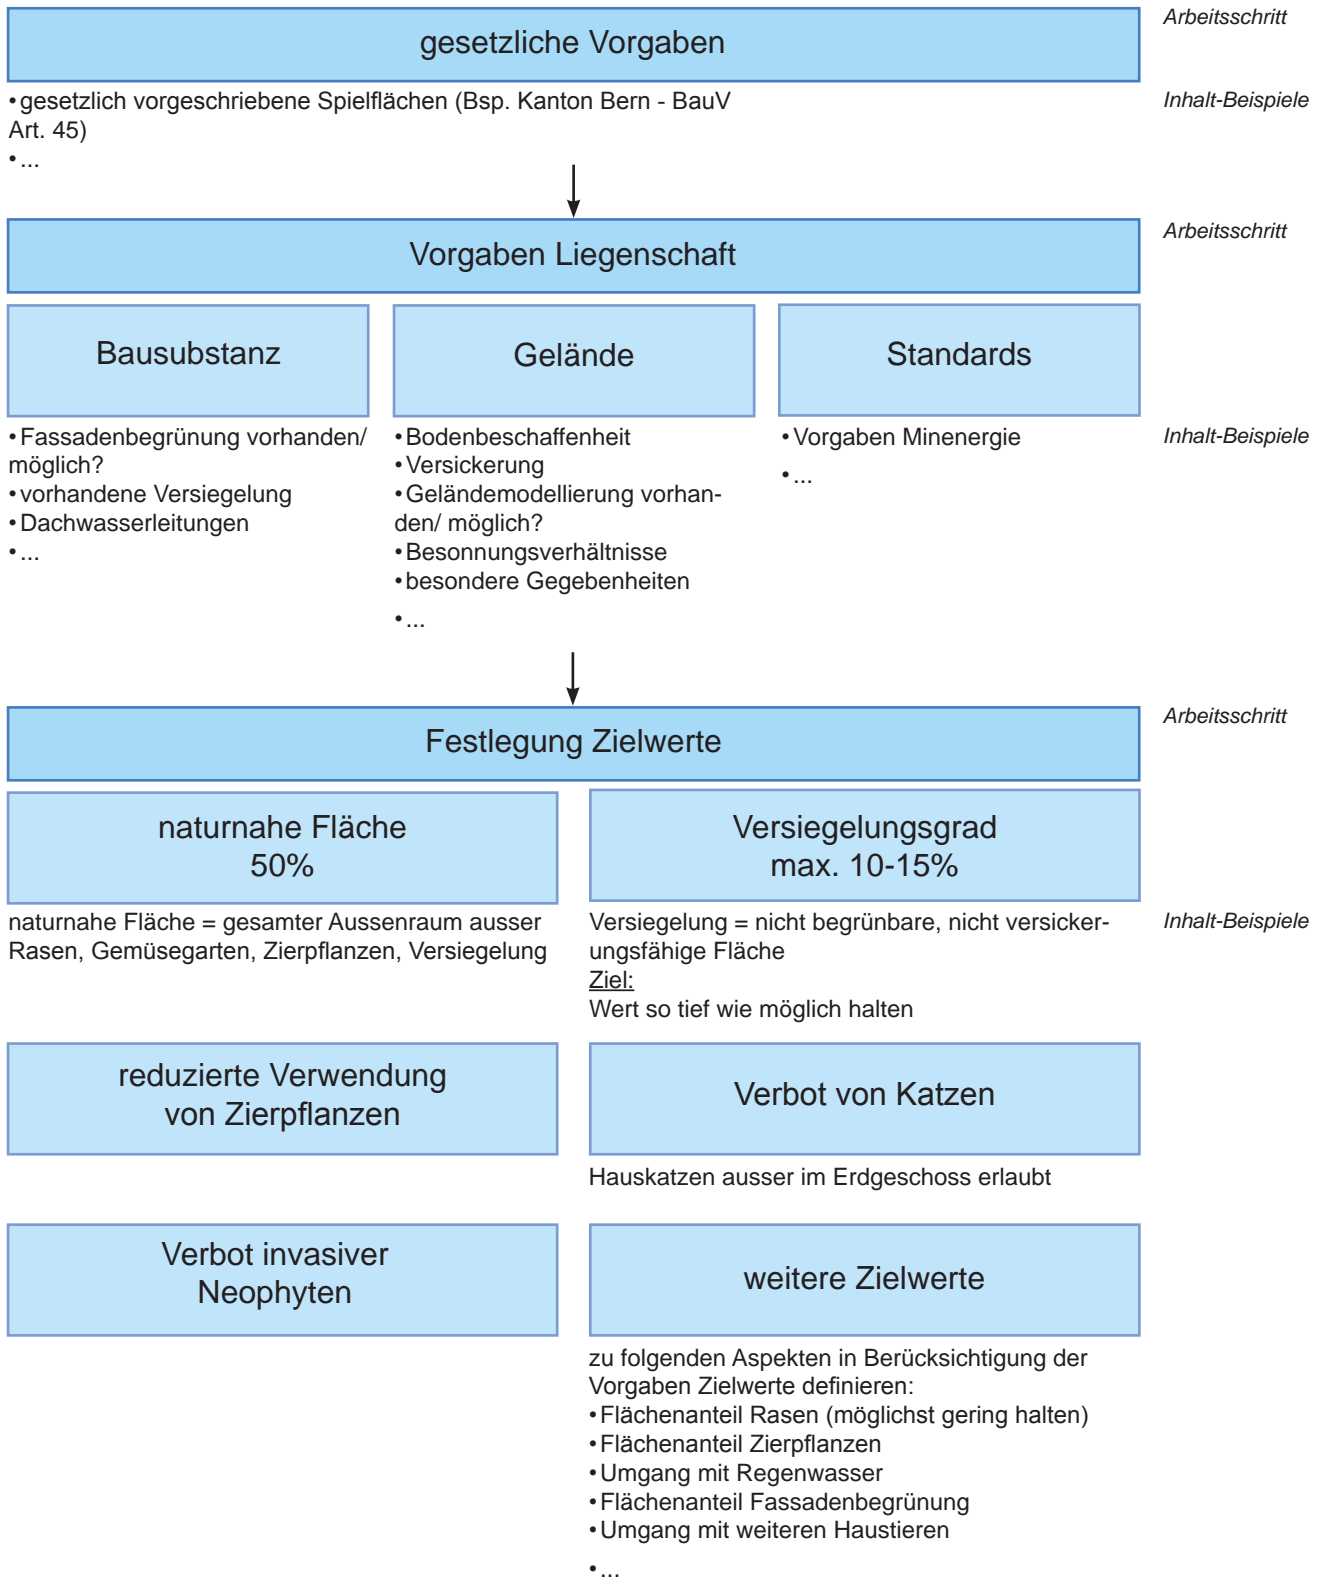 Arbeitsschritt
gesetzliche Vorgaben
•gesetzlich vorgeschriebene Spielflächen (Bsp. Kanton Bern - BauV
Art. 45)
•...
Inhalt-Beispiele
Arbeitsschritt
Vorgaben Liegenschaft
Bausubstanz
•Fassadenbegrünung vorhanden/
möglich?
•vorhandene Versiegelung
•Dachwasserleitungen
•...
Gelände
•Bodenbeschaffenheit
•Versickerung
•Geländemodellierung vorhan-
den/ möglich?
•Besonnungsverhältnisse
•besondere Gegebenheiten
•...
Standards
•Vorgaben Minenergie
•...
Inhalt-Beispiele
Arbeitsschritt
Festlegung Zielwerte
naturnahe Fläche
50%
naturnahe Fläche = gesamter Aussenraum ausser
Rasen, Gemüsegarten, Zierpflanzen, Versiegelung
Versiegelungsgrad
max. 10-15%
Versiegelung = nicht begrünbare, nicht versicker-
ungsfähige Fläche
Ziel:
Wert so tief wie möglich halten
Inhalt-Beispiele
reduzierte Verwendung
von Zierpflanzen
Verbot von Katzen
Hauskatzen ausser im Erdgeschoss erlaubt
Verbot invasiver
Neophyten
weitere Zielwerte
zu folgenden Aspekten in Berücksichtigung der
Vorgaben Zielwerte definieren:
•Flächenanteil Rasen (möglichst gering halten)
•Flächenanteil Zierpflanzen
•Umgang mit Regenwasser
•Flächenanteil Fassadenbegrünung
•Umgang mit weiteren Haustieren
•...